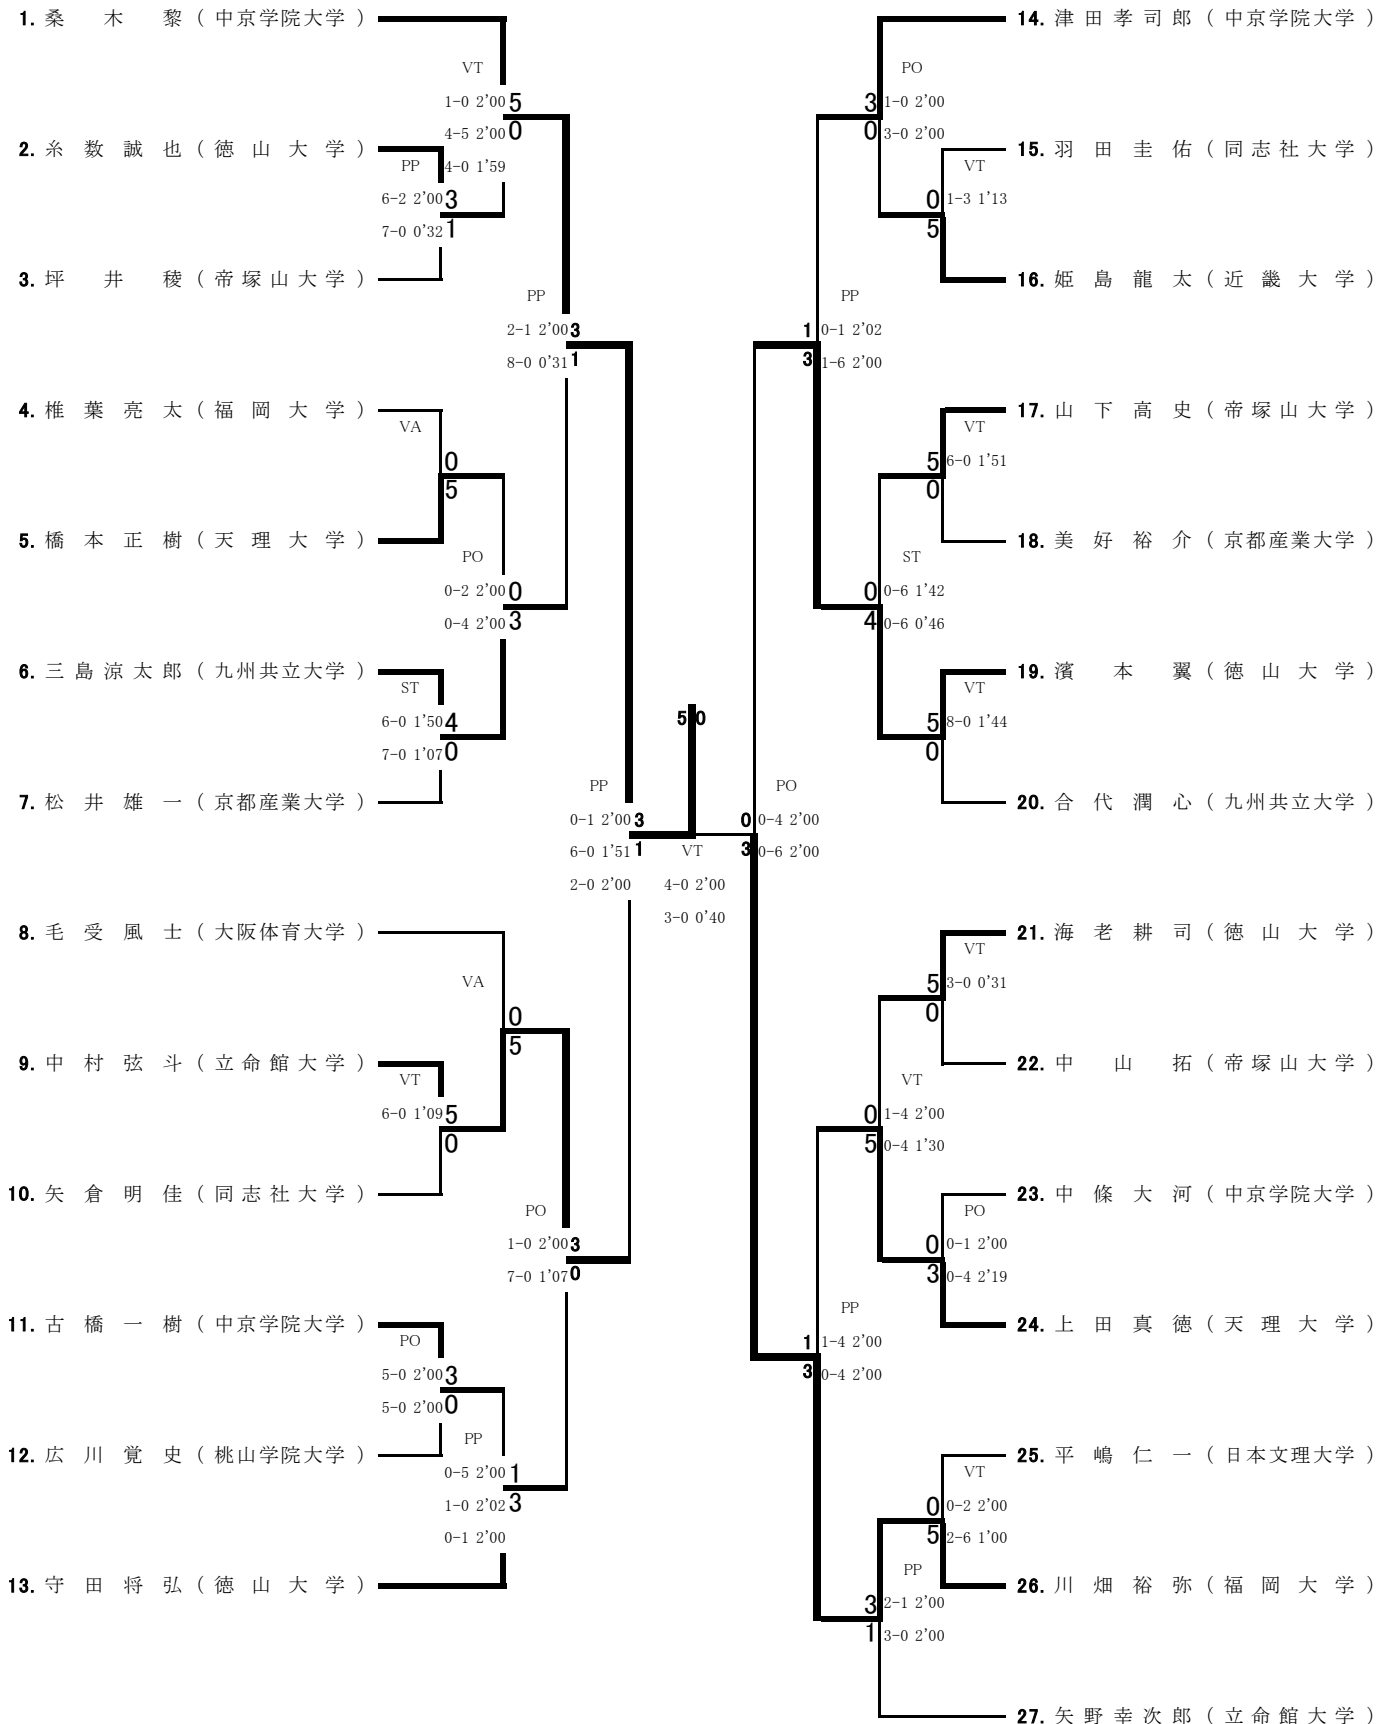 1. 桑木黎 (中京学院大学)
VT
1-0 2'00 5
4-5 2'00 0
4-0 1'59
2. 糸数誠也 (徳山大学)
PP
6-2 2'00 3
7-0 0'32 1
3. 坪井稜 (帝塚山大学)
PP
2-1 2'00 3
8-0 0'31 1
4. 椎葉亮太 (福岡大学)
VA
0
5
5. 橋本正樹 (天理大学)
PO
0-2 2'00 0
0-4 2'00 3
6. 三島涼太郎 (九州共立大学)
ST
6-0 1'50 4
7-0 1'07 0
7. 松井雄一 (京都産業大学)
PP
0-1 2'00 3
6-0 1'51 1
2-0 2'00
8. 毛受風士 (大阪体育大学)
VA
0
5
9. 中村弦斗 (立命館大学)
VT
6-0 1'09 5
0
10. 矢倉明佳 (同志社大学)
PO
1-0 2'00 3
7-0 1'07 0
11. 古橋一樹 (中京学院大学)
PO
5-0 2'00 3
5-0 2'00 0
12. 広川覚史 (桃山学院大学)
PP
0-5 2'00 1
1-0 2'02 3
0-1 2'00
13. 守田将弘 (徳山大学)
5 0
VT
4-0 2'00
3-0 0'40
14. 津田孝司郎 (中京学院大学)
PO
3 1-0 2'00
0 3-0 2'00
15. 羽田圭佑 (同志社大学)
VT
0 1-3 1'13
5
16. 姫島龍太 (近畿大学)
PP
1 0-1 2'02
3 1-6 2'00
17. 山下高史 (帝塚山大学)
VT
5 6-0 1'51
0
18. 美好裕介 (京都産業大学)
ST
0 0-6 1'42
4 0-6 0'46
19. 濱本翼 (徳山大学)
VT
5 8-0 1'44
0
20. 合代潤心 (九州共立大学)
PO
0 0-4 2'00
3 0-6 2'00
21. 海老耕司 (徳山大学)
VT
5 3-0 0'31
0
22. 中山拓 (帝塚山大学)
VT
0 1-4 2'00
5 0-4 1'30
23. 中條大河 (中京学院大学)
PO
0 0-1 2'00
3 0-4 2'19
24. 上田真徳 (天理大学)
PP
1 1-4 2'00
3 0-4 2'00
25. 平嶋仁一 (日本文理大学)
VT
0 0-2 2'00
5 2-6 1'00
26. 川畑裕弥 (福岡大学)
PP
3 2-1 2'00
1 3-0 2'00
27. 矢野幸次郎 (立命館大学)